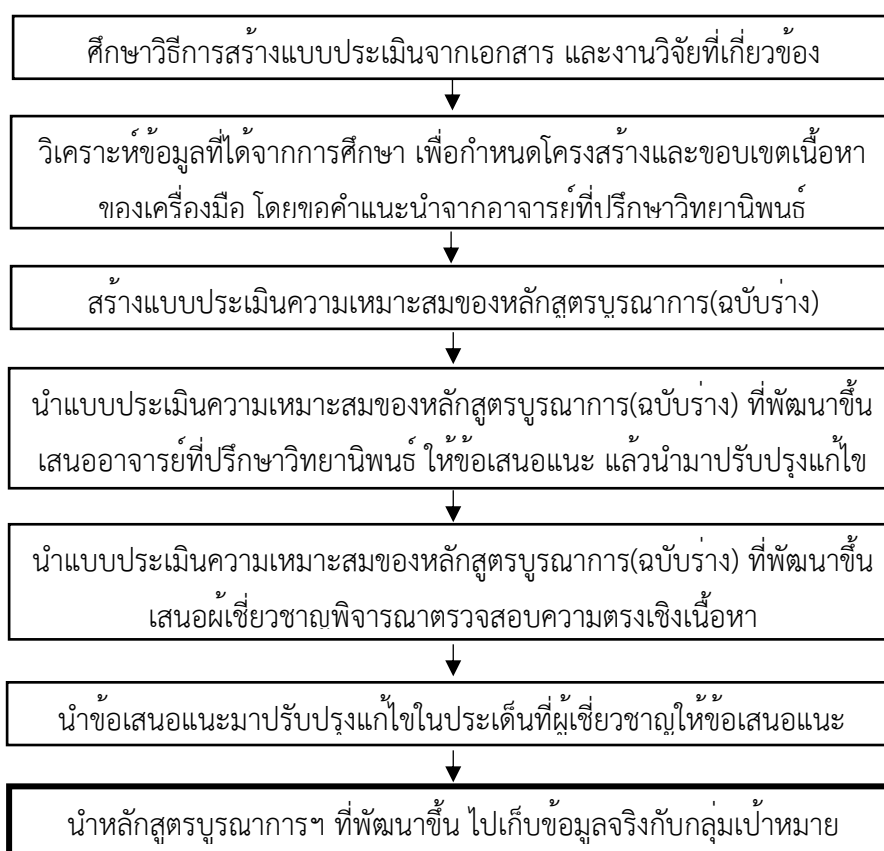 ศึกษาวิธีการสร้างแบบประเมินจากเอกสาร และงานวิจัยที่เกี่ยวข้อง
วิเคราะห์ข้อมูลที่ได้จากการศึกษา เพื่อกำหนดโครงสร้างและขอบเขตเนื้อหา
ของเครื่องมือ โดยขอคำแนะนำจากอาจารย์ที่ปรึกษาวิทยานิพนธ์
สร้างแบบประเมินความเหมาะสมของหลักสูตรบูรณาการ(ฉบับร่าง)
นำแบบประเมินความเหมาะสมของหลักสูตรบูรณาการ(ฉบับร่าง) ที่พัฒนาขึ้น
เสนออาจารย์ที่ปรึกษาวิทยานิพนธ์ ให้ข้อเสนอแนะ แล้วนำมาปรับปรุงแก้ไข
นำแบบประเมินความเหมาะสมของหลักสูตรบูรณาการ(ฉบับร่าง) ที่พัฒนาขึ้น
เสนอผู้เชี่ยวชาญพิจารณาตรวจสอบความตรงเชิงเนื้อหา
นำข้อเสนอแนะมาปรับปรุงแก้ไขในประเด็นที่ผู้เชี่ยวชาญให้ข้อเสนอแนะ
นำหลักสูตรบูรณาการฯ ที่พัฒนาขึ้น ไปเก็บข้อมูลจริงกับกลุ่มเป้าหมาย